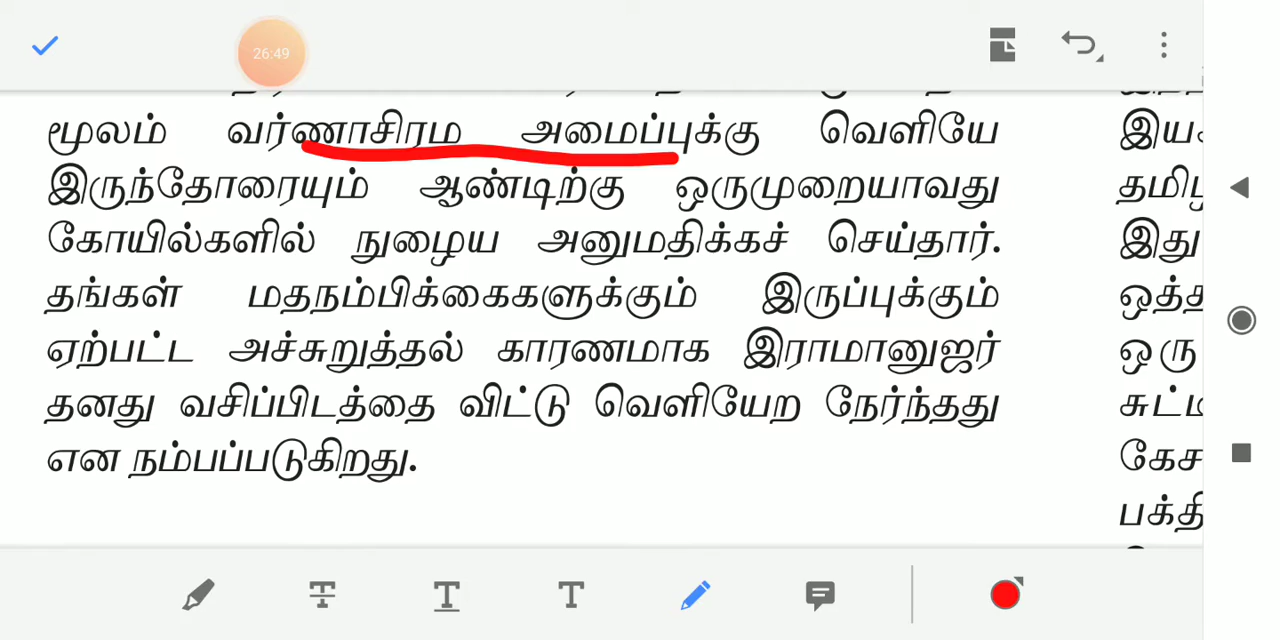 26:49
மூலம் வர்ணாசிரம அமைப்புக்கு வெளியே
இருந்தோரையும் ஆண்டிற்கு ஒருமுறையாவது
கோயில்களில் நுழைய அனுமதிக்கச் செய்தார்.
தங்கள் மதநம்பிக்கைகளுக்கும் இருப்புக்கும்
ஏற்பட்ட அச்சுறுத்தல் காரணமாக இராமானுஜர்
தனது வசிப்பிடத்தை விட்டு வெளியேற நேர்ந்தது
என நம்பப்படுகிறது.
இது
ஒரு